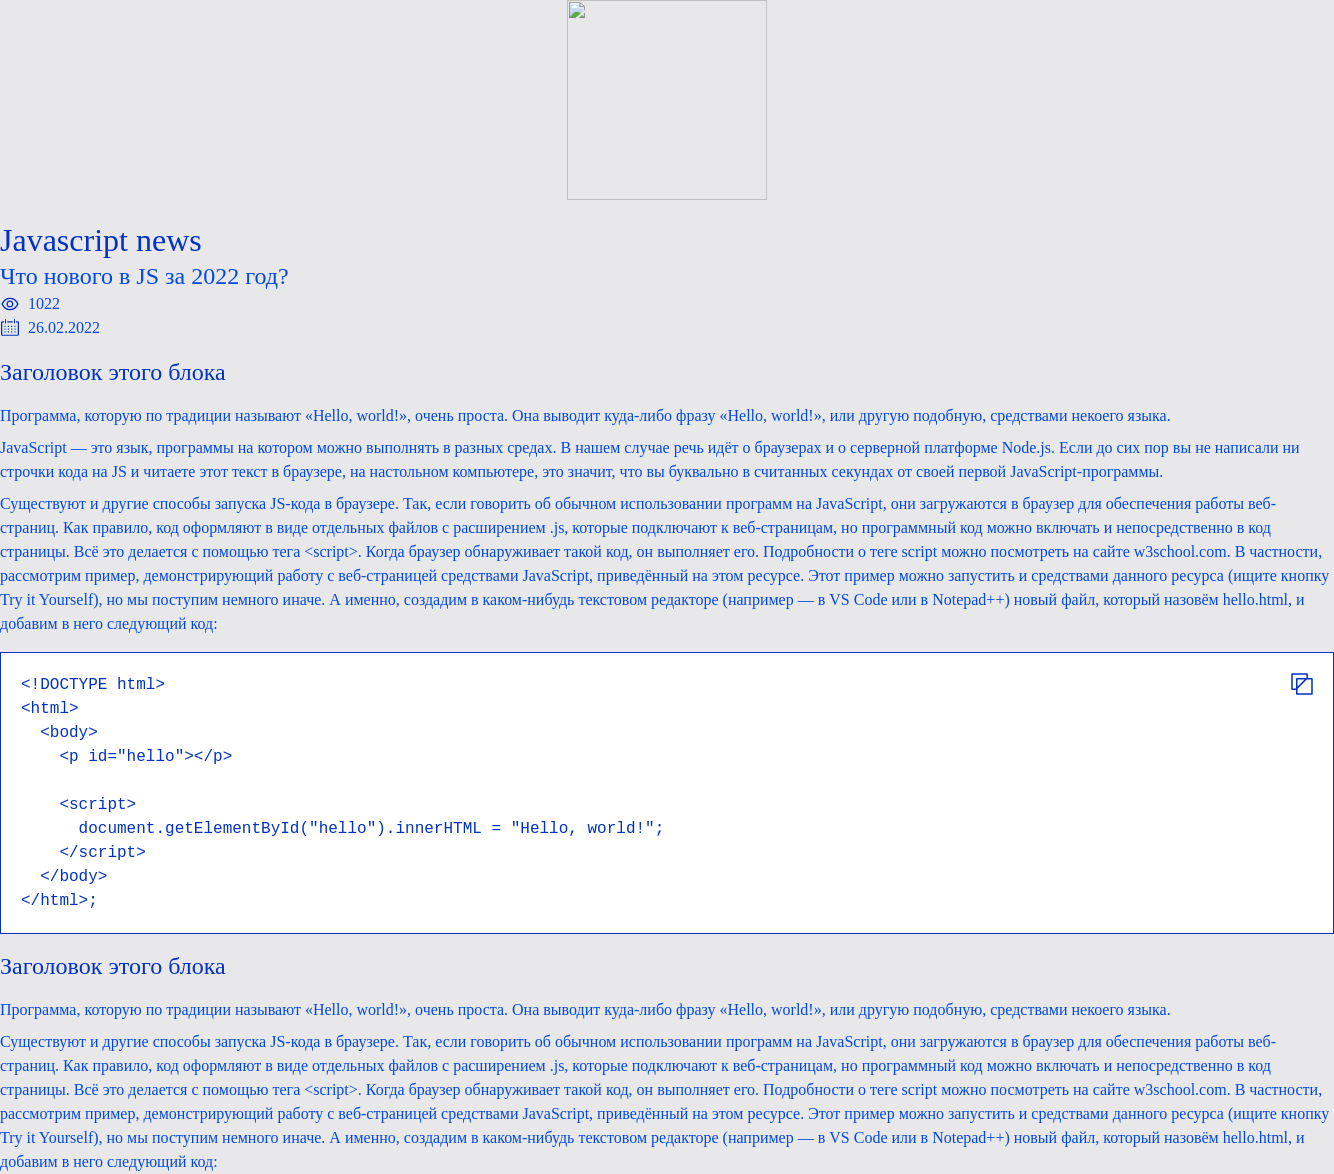 Javascript news
Что нового в JS за 2022 год?
1022
26.02.2022
Заголовок этого блока
Программа, которую по традиции называют «Hello, world!», очень проста. Она выводит куда-либо фразу «Hello, world!», или другую подобную, средствами некоего языка.
JavaScript — это язык, программы на котором можно выполнять в разных средах. В нашем случае речь идёт о браузерах и о серверной платформе Node.js. Если до сих пор вы не написали ни
строчки кода на JS и читаете этот текст в браузере, на настольном компьютере, это значит, что вы буквально в считанных секундах от своей первой JavaScript-программы.
Существуют и другие способы запуска JS-кода в браузере. Так, если говорить об обычном использовании программ на JavaScript, они загружаются в браузер для обеспечения работы веб-
страниц. Как правило, код оформляют в виде отдельных файлов с расширением .js, которые подключают к веб-страницам, но программный код можно включать и непосредственно в код
страницы. Всё это делается с помощью тега <script>. Когда браузер обнаруживает такой код, он выполняет его. Подробности о теге script можно посмотреть на сайте w3school.com. В частности,
рассмотрим пример, демонстрирующий работу с веб-страницей средствами JavaScript, приведённый на этом ресурсе. Этот пример можно запустить и средствами данного ресурса (ищите кнопку
Try it Yourself), но мы поступим немного иначе. А именно, создадим в каком-нибудь текстовом редакторе (например — в VS Code или в Notepad++) новый файл, который назовём hello.html, и
добавим в него следующий код:
<!DOCTYPE html>
<html>
  <body>
    <p id="hello"></p>
    <script>
      document.getElementById("hello").innerHTML = "Hello, world!";
    </script>
  </body>
</html>;
Заголовок этого блока
Программа, которую по традиции называют «Hello, world!», очень проста. Она выводит куда-либо фразу «Hello, world!», или другую подобную, средствами некоего языка.
Существуют и другие способы запуска JS-кода в браузере. Так, если говорить об обычном использовании программ на JavaScript, они загружаются в браузер для обеспечения работы веб-
страниц. Как правило, код оформляют в виде отдельных файлов с расширением .js, которые подключают к веб-страницам, но программный код можно включать и непосредственно в код
страницы. Всё это делается с помощью тега <script>. Когда браузер обнаруживает такой код, он выполняет его. Подробности о теге script можно посмотреть на сайте w3school.com. В частности,
рассмотрим пример, демонстрирующий работу с веб-страницей средствами JavaScript, приведённый на этом ресурсе. Этот пример можно запустить и средствами данного ресурса (ищите кнопку
Try it Yourself), но мы поступим немного иначе. А именно, создадим в каком-нибудь текстовом редакторе (например — в VS Code или в Notepad++) новый файл, который назовём hello.html, и
добавим в него следующий код: